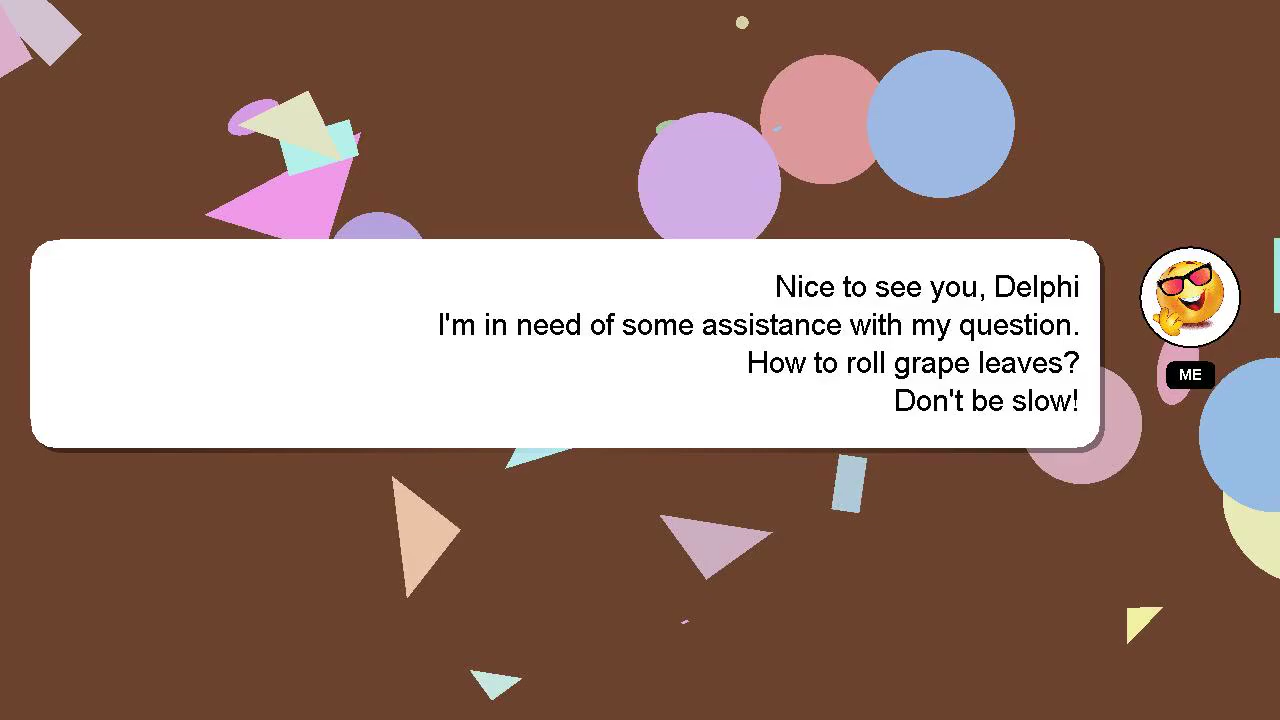 Nice to see you, Delphi
I'm in need of some assistance with my question.
How to roll grape leaves?
Don't be slow!
ME